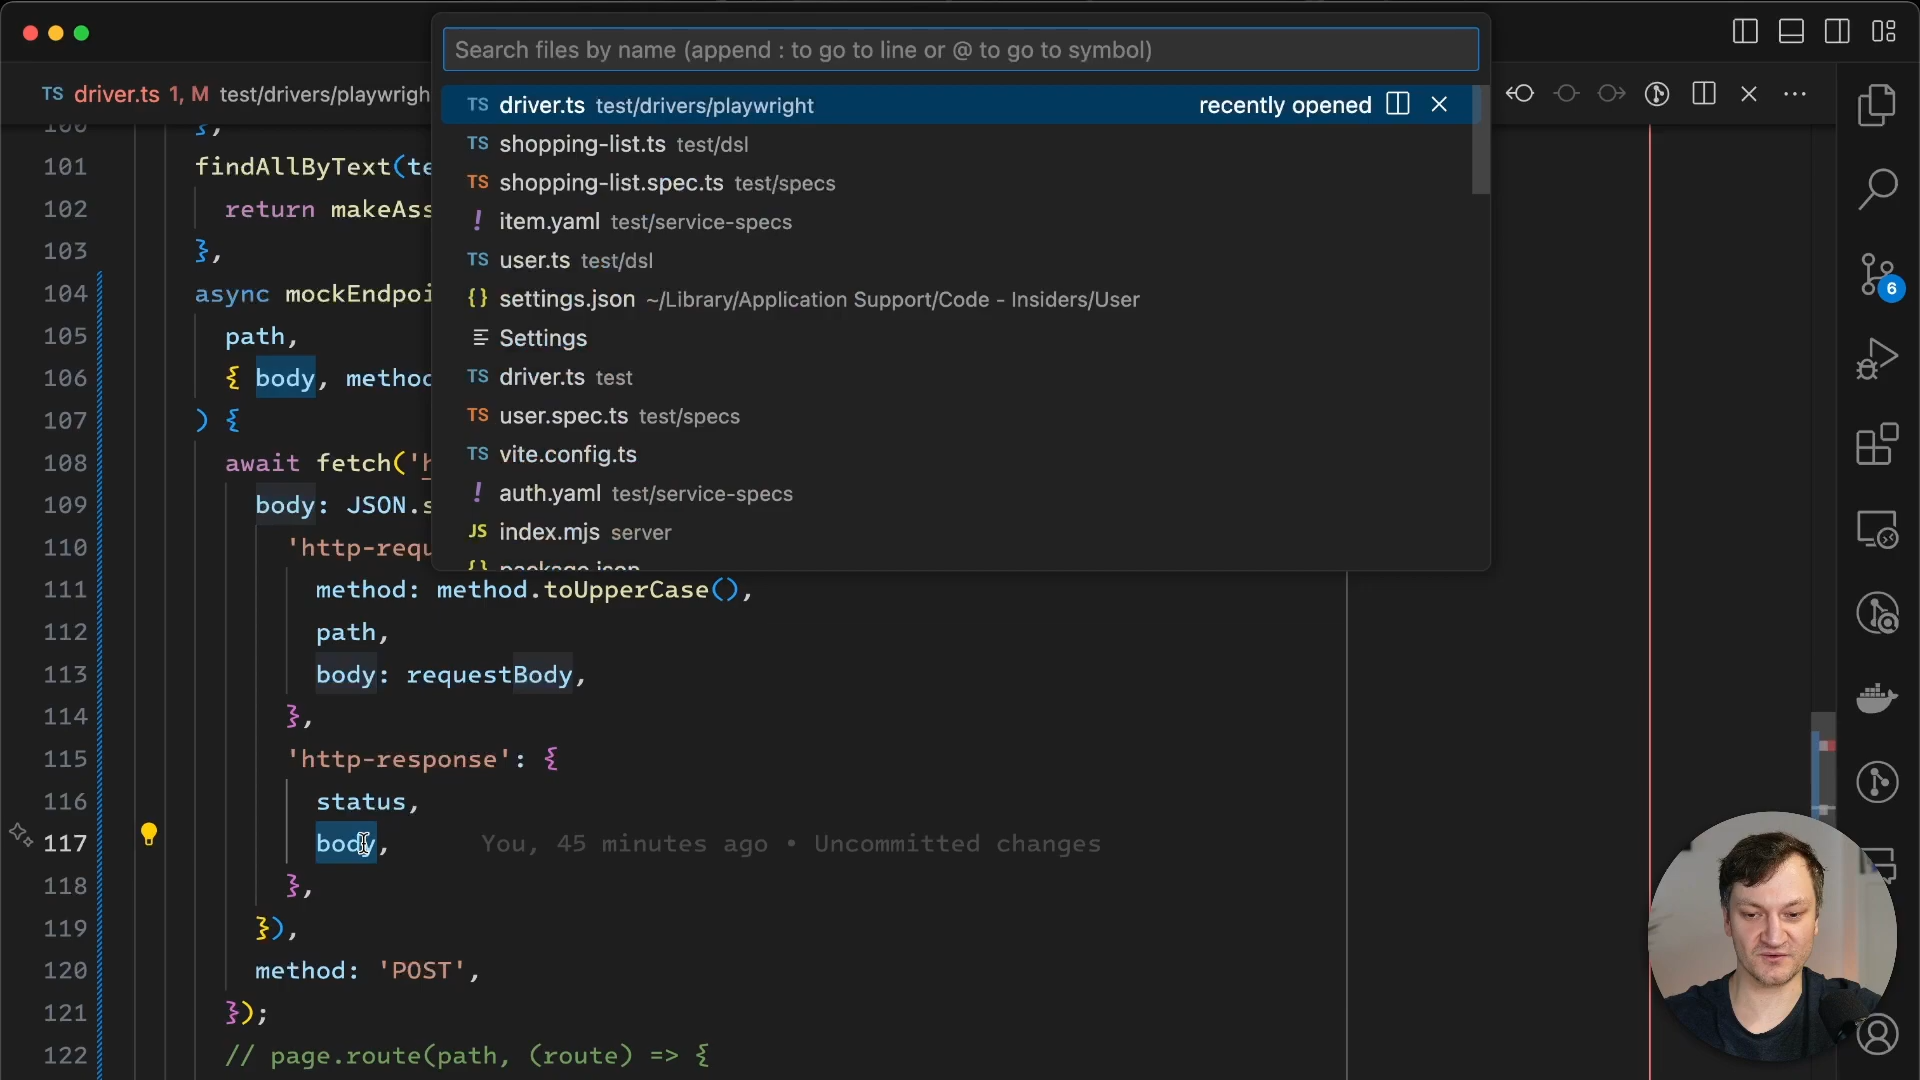 Search files by name (append : to go to line or @ to go to symbol)
TS driver.ts 1, M test/drivers/playwrigh
TS driver.ts test/drivers/playwright recently opened
TS shopping-list.ts test/dsl
TS shopping-list.spec.ts test/specs
! item.yaml test/service-specs
TS user.ts test/dsl
{} settings.json ~/Library/Application Support/Code - Insiders/User
Settings
TS driver.ts test
TS user.spec.ts test/specs
TS vite.config.ts
! auth.yaml test/service-specs
JS index.mjs server
{} package.json
100 },
101 findAllByText(te
102 return makeAss
103 },
104 async mockEndpoi
105 path,
106 { body, method
107 ) {
108 await fetch('h
109 body: JSON.s
110 'http-requ
111 method: method.toUpperCase(),
112 path,
113 body: requestBody,
114 },
115 'http-response': {
116 status,
117 body, You, 45 minutes ago • Uncommitted changes
118 },
119 }),
120 method: 'POST',
121 });
122 // page.route(path, (route) => {
6